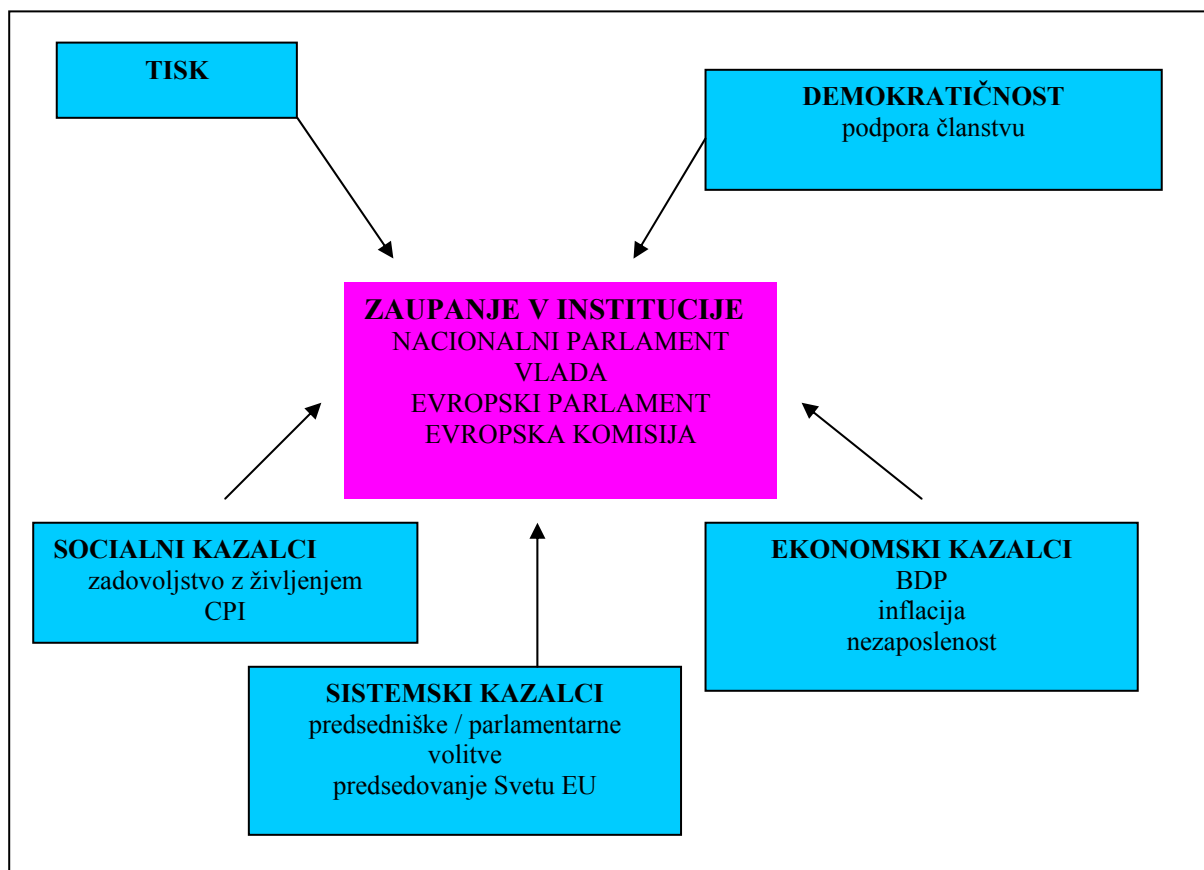 TISK
DEMOKRATIČNOST
podpora članstvu
ZAUPANJE V INSTITUCIJE
NACIONALNI PARLAMENT
VLADA
EVROPSKI PARLAMENT
EVROPSKA KOMISIJA
SOCIALNI KAZALCI
zadovoljstvo z življenjem
CPI
EKONOMSKI KAZALCI
BDP
inflacija
nezaposlenost
SISTEMSKI KAZALCI
predsedniške / parlamentarne
volitve
predsedovanje Svetu EU